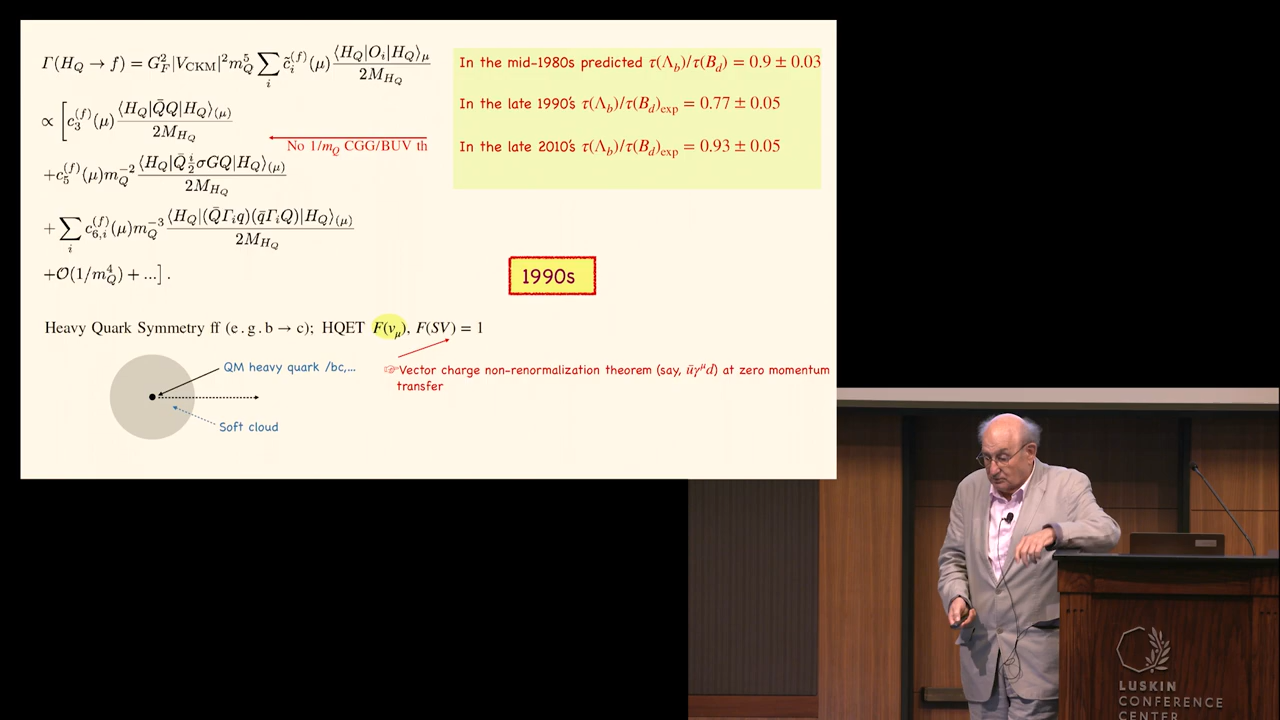 Γ(H_Q → f) = G_F^2 |V_CKM|^2 m_Q^5 ∑_i c̃_i^(f)(μ) ⟨H_Q|O_i|H_Q⟩_μ / 2M_{H_Q}
∝ [c_3^(f)(μ) ⟨H_Q|Q̄Q|H_Q⟩_(μ) / 2M_{H_Q}
No 1/m_Q CGG/BUV th
+c_5^(f)(μ)m_Q^{-2} ⟨H_Q|Q̄ i/2 σGQ|H_Q⟩_(μ) / 2M_{H_Q}
+ ∑_i c_{6,i}^(f)(μ)m_Q^{-3} ⟨H_Q|(Q̄Γ_i q)(q̄Γ_i Q)|H_Q⟩_(μ) / 2M_{H_Q}
+𝒪(1/m_Q^4) + ...] .
In the mid-1980s predicted τ(Λ_b)/τ(B_d) = 0.9 ± 0.03
In the late 1990's τ(Λ_b)/τ(B_d)_exp = 0.77 ± 0.05
In the late 2010's τ(Λ_b)/τ(B_d)_exp = 0.93 ± 0.05
1990s
Heavy Quark Symmetry ff (e.g. b → c); HQET F(v_μ), F(SV) = 1
QM heavy quark /bc,...
Soft cloud
☞Vector charge non-renormalization theorem (say, ūγ^μd) at zero momentum
transfer
LUSKIN
CONFERENCE
CENTER